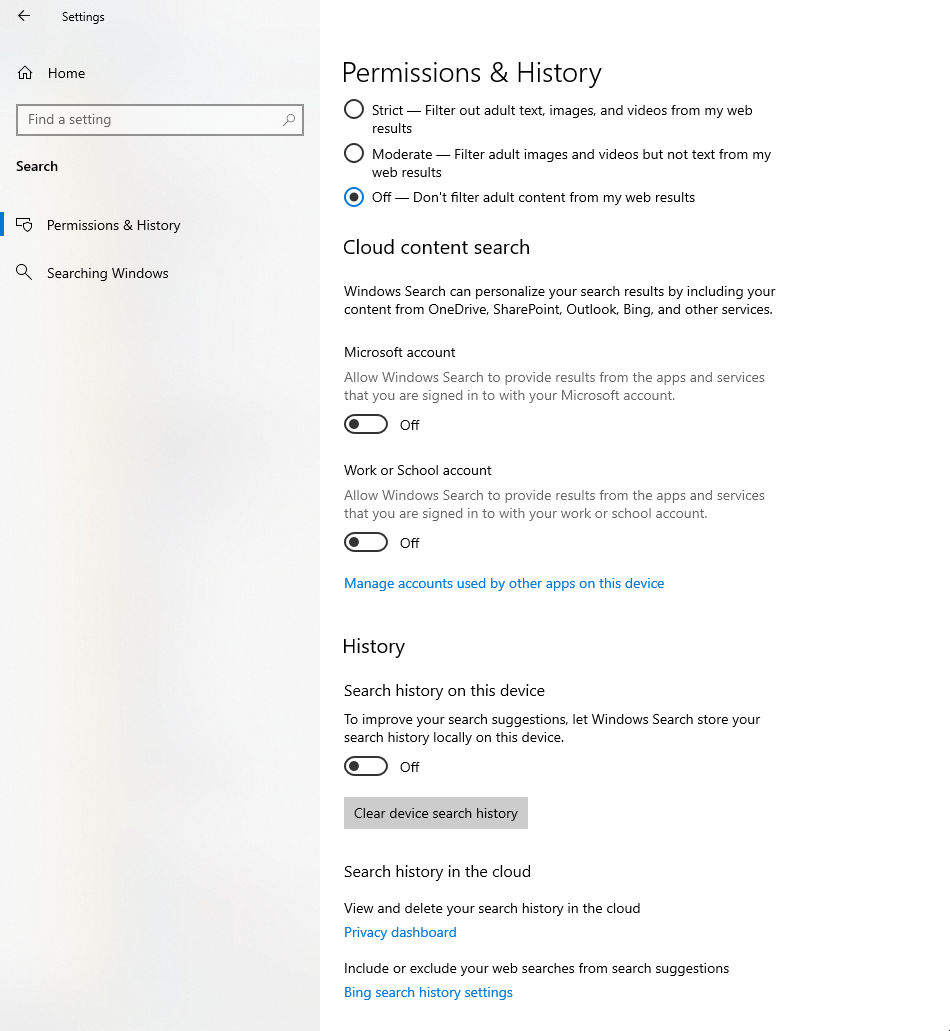 Settings
Home
Find a setting
Search
Permissions & History
Searching Windows
Permissions & History
Strict — Filter out adult text, images, and videos from my web
results
Moderate — Filter adult images and videos but not text from my
web results
Off — Don't filter adult content from my web results
Cloud content search
Windows Search can personalize your search results by including your
content from OneDrive, SharePoint, Outlook, Bing, and other services.
Microsoft account
Allow Windows Search to provide results from the apps and services
that you are signed in to with your Microsoft account.
Off
Work or School account
Allow Windows Search to provide results from the apps and services
that you are signed in to with your work or school account.
Off
Manage accounts used by other apps on this device
History
Search history on this device
To improve your search suggestions, let Windows Search store your
search history locally on this device.
Off
Clear device search history
Search history in the cloud
View and delete your search history in the cloud
Privacy dashboard
Include or exclude your web searches from search suggestions
Bing search history settings